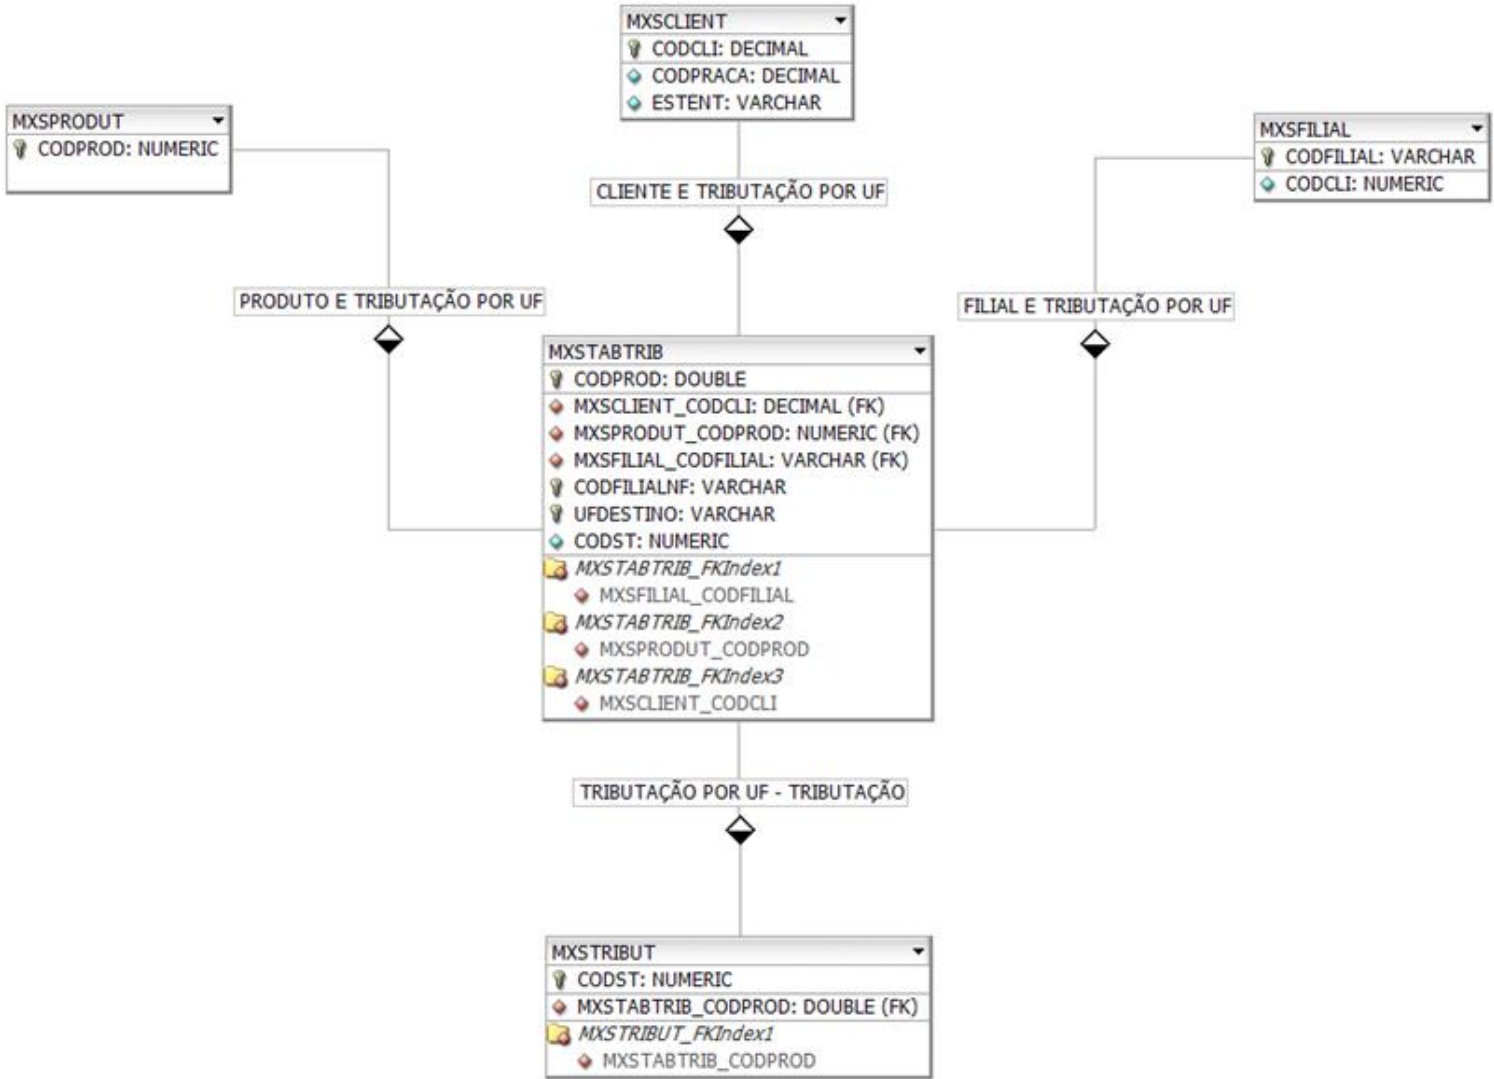 MXSCLIENT
CODCLI: DECIMAL
CODPRACA: DECIMAL
ESTENT: VARCHAR
MXSPRODUT
CODPROD: NUMERIC
MXSFILIAL
CODFILIAL: VARCHAR
CODCLI: NUMERIC
CLIENTE E TRIBUTAÇÃO POR UF
PRODUTO E TRIBUTAÇÃO POR UF
FILIAL E TRIBUTAÇÃO POR UF
MXSTABTRIB
CODPROD: DOUBLE
MXSCLIENT_CODCLI: DECIMAL (FK)
MXSPRODUT_CODPROD: NUMERIC (FK)
MXSFILIAL_CODFILIAL: VARCHAR (FK)
CODFILIALNF: VARCHAR
UFDESTINO: VARCHAR
CODST: NUMERIC
MXSTABTRIB_FKIndex1
MXSFILIAL_CODFILIAL
MXSTABTRIB_FKIndex2
MXSPRODUT_CODPROD
MXSTABTRIB_FKIndex3
MXSCLIENT_CODCLI
TRIBUTAÇÃO POR UF - TRIBUTAÇÃO
MXSTRIBUT
CODST: NUMERIC
MXSTABTRIB_CODPROD: DOUBLE (FK)
MXSTRIBUT_FKIndex1
MXSTABTRIB_CODPROD